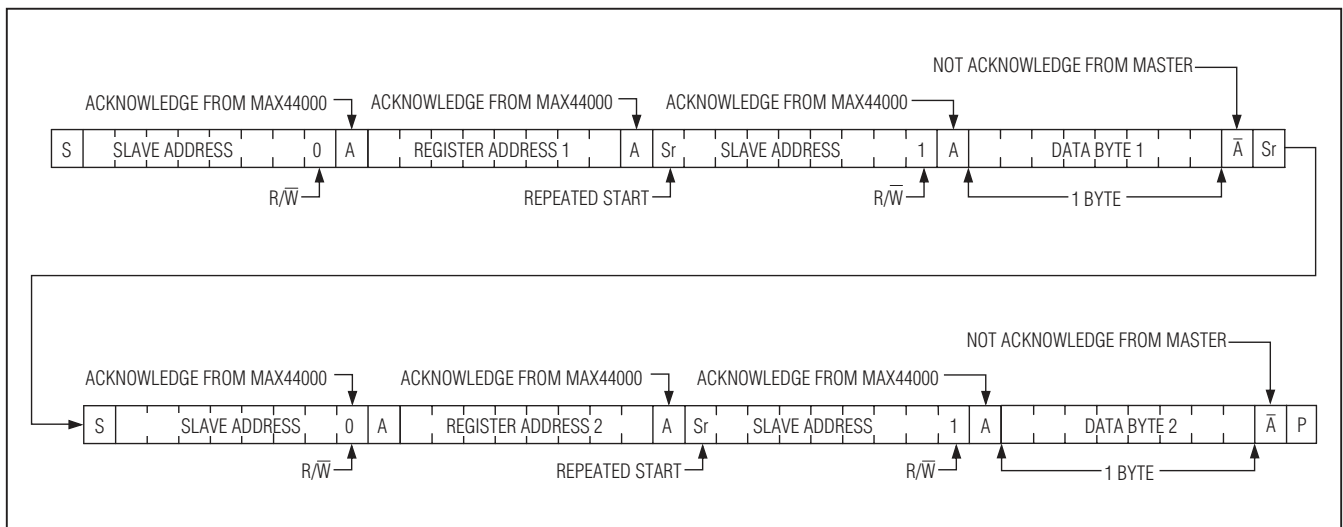 NOT ACKNOWLEDGE FROM MASTER
ACKNOWLEDGE FROM MAX44000 ACKNOWLEDGE FROM MAX44000 ACKNOWLEDGE FROM MAX44000
S SLAVE ADDRESS 0 A REGISTER ADDRESS 1 A Sr SLAVE ADDRESS 1 A DATA BYTE 1 A̅ Sr
R/W̅ REPEATED START R/W̅ 1 BYTE
NOT ACKNOWLEDGE FROM MASTER
ACKNOWLEDGE FROM MAX44000 ACKNOWLEDGE FROM MAX44000 ACKNOWLEDGE FROM MAX44000
S SLAVE ADDRESS 0 A REGISTER ADDRESS 2 A Sr SLAVE ADDRESS 1 A DATA BYTE 2 A̅ P
R/W̅ REPEATED START R/W̅ 1 BYTE